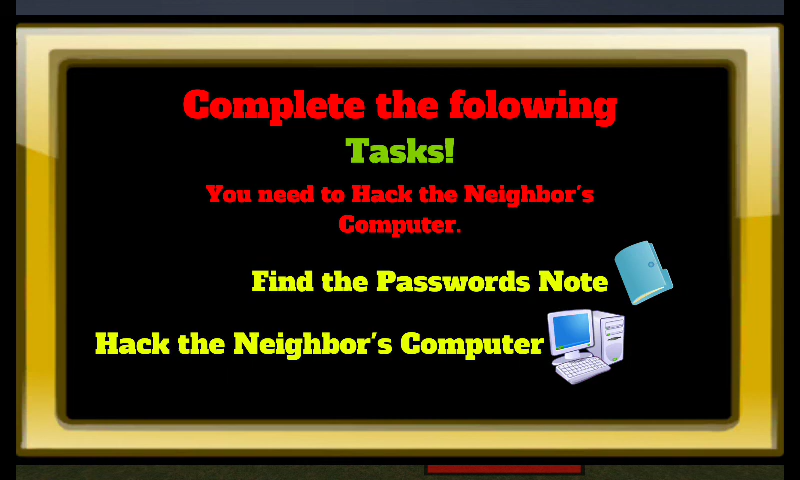 Complete the folowing
Tasks!
You need to Hack the Neighbor's
Computer.
Find the Passwords Note
Hack the Neighbor's Computer